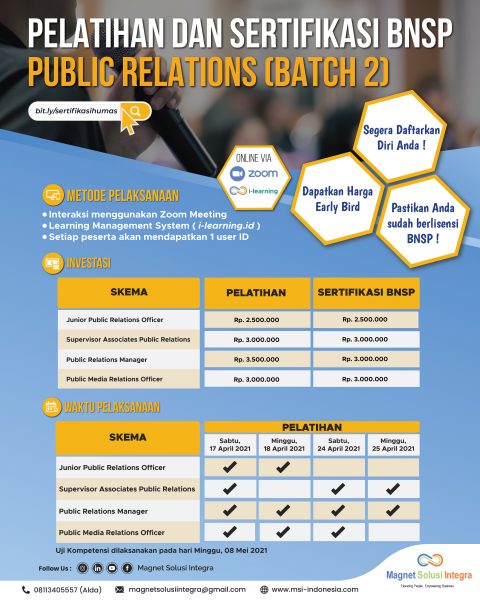 PELATIHAN DAN SERTIFIKASI BNSP
PUBLIC RELATIONS (BATCH 2)
bit.ly/sertifikasihumas
Segera Daftarkan
Diri Anda !
ONLINE VIA
zoom
i-learning
Dapatkan Harga
Early Bird
Pastikan Anda
sudah berlisensi
BNSP !
METODE PELAKSANAAN
• Interaksi menggunakan Zoom Meeting
• Learning Management System ( i-learning.id )
• Setiap peserta akan mendapatkan 1 user ID
INVESTASI
SKEMA PELATIHAN SERTIFIKASI BNSP
Junior Public Relations Officer Rp. 2.500.000 Rp. 2.500.000
Supervisor Associates Public Relations Rp. 3.000.000 Rp. 3.000.000
Public Relations Manager Rp. 3.500.000 Rp. 3.000.000
Public Media Relations Officer Rp. 3.000.000 Rp. 3.000.000
WAKTU PELAKSANAAN
SKEMA
PELATIHAN
Sabtu, Minggu, Sabtu, Minggu,
17 April 2021 18 April 2021 24 April 2021 25 April 2021
Junior Public Relations Officer ✔ ✔
Supervisor Associates Public Relations ✔ ✔ ✔
Public Relations Manager ✔ ✔ ✔ ✔
Public Media Relations Officer ✔ ✔ ✔
Uji Kompetensi dilaksanakan pada hari Minggu, 08 Mei 2021
Follow Us : Magnet Solusi Integra
08113405557 (Alda) magnetsolusiintegra@gmail.com www.msi-indonesia.com
Magnet Solusi Integra
Developing People, Empowering Business